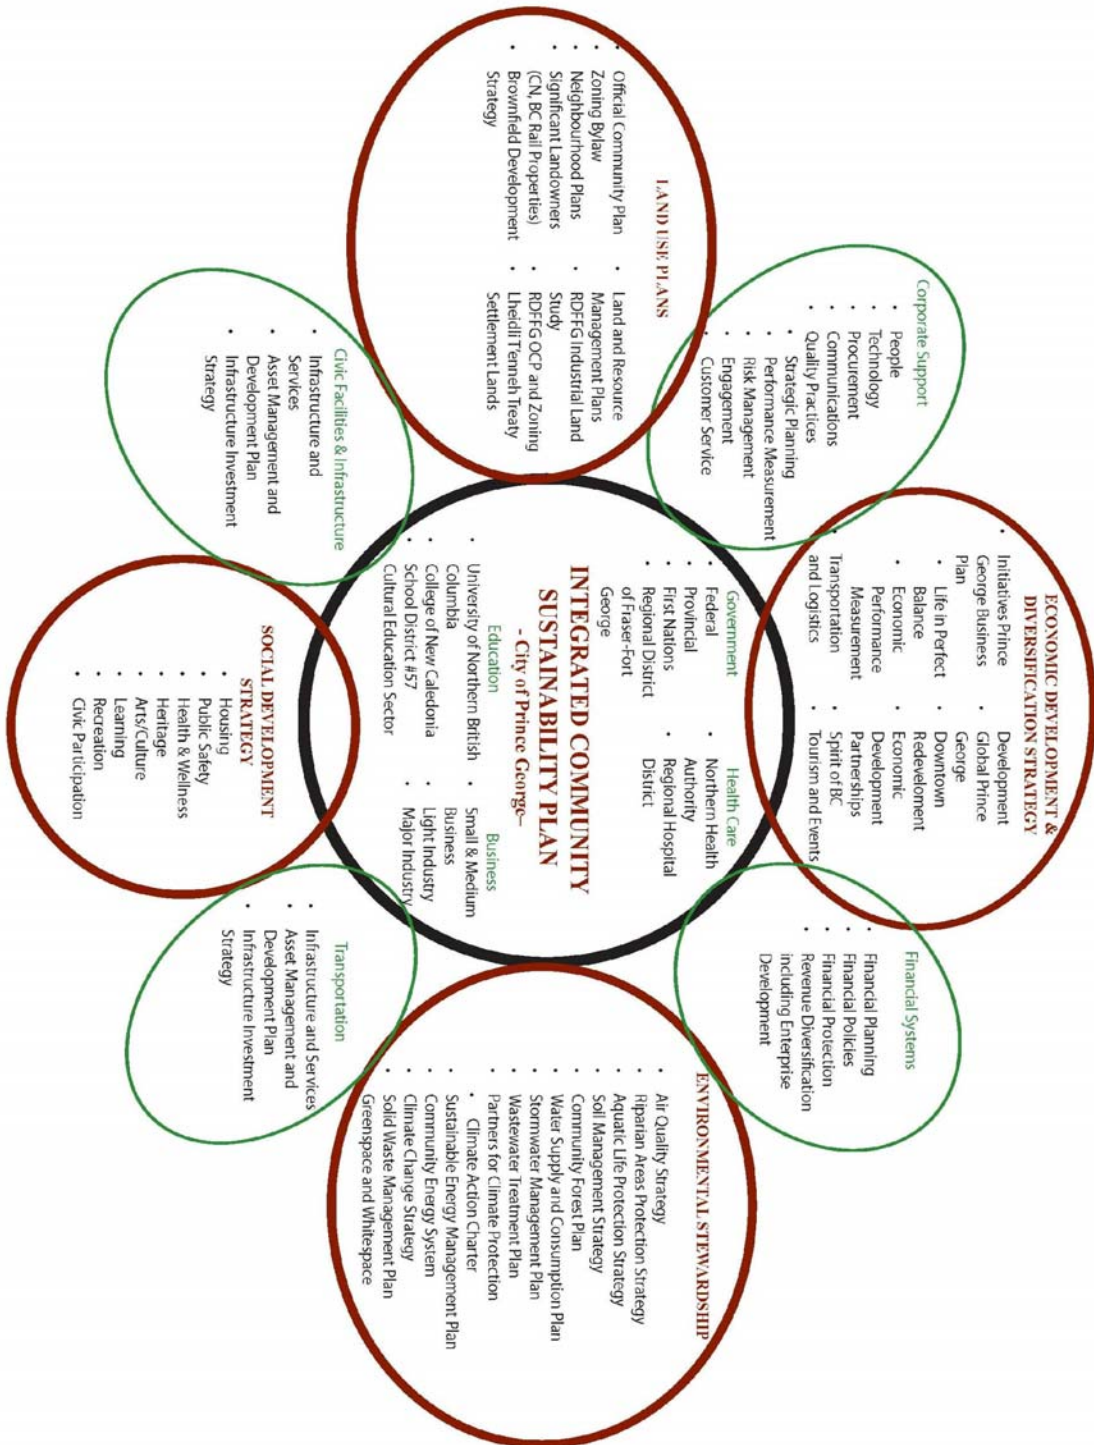 ECONOMIC DEVELOPMENT &
DIVERSIFICATION STRATEGY
• Initiatives Prince
George Business
Plan
• Life in Perfect
Balance
• Economic
Performance
Measurement
• Transportation
and Logistics
Development
• Global Prince
George
• Downtown
Redeveloment
• Economic
Development
Partnerships
• Spirit of BC
• Tourism and Events
Corporate Support
• People
• Technology
• Procurement
• Communications
• Quality Practices
• Strategic Planning
• Performance Measurement
• Risk Management
• Engagement
• Customer Service
Financial Systems
• Financial Planning
• Financial Policies
• Financial Protection
• Revenue Diversification
including Enterprise
Development
LAND USE PLANS
• Official Community Plan
• Zoning Bylaw
• Neighbourhood Plans
• Significant Landowners
(CN, BC Rail Properties)
• Brownfield Development
Strategy
• Land and Resource
Management Plans
• RDFFG Industrial Land
Study
• RDFFG OCP and Zoning
• Lheidli T'enneh Treaty
Settlement Lands
Government
• Federal
• Provincial
• First Nations
• Regional District
of Fraser-Fort
George
Health Care
• Northern Health
Authority
• Regional Hospital
District
INTEGRATED COMMUNITY
SUSTAINABILITY PLAN
- City of Prince George–
Education
• University of Northern British
Columbia
• College of New Caledonia
• School District #57
Cultural Education Sector
Business
• Small & Medium
Business
• Light Industry
• Major Industry
ENVIRONMENTAL STEWARDSHIP
• Air Quality Strategy
• Riparian Areas Protection Strategy
• Aquatic Life Protection Strategy
• Soil Management Strategy
• Community Forest Plan
• Water Supply and Consumption Plan
• Stormwater Management Plan
• Wastewater Treatment Plan
• Partners for Climate Protection
• Climate Action Charter
• Sustainable Energy Management Plan
• Community Energy System
• Climate Change Strategy
• Solid Waste Management Plan
• Greenspace and Whitespace
Civic Facilities & Infrastructure
• Infrastructure and
Services
• Asset Management and
Development Plan
• Infrastructure Investment
Strategy
SOCIAL DEVELOPMENT
STRATEGY
• Housing
• Public Safety
• Health & Wellness
• Heritage
• Arts/Culture
• Learning
• Recreation
• Civic Participation
Transportation
• Infrastructure and Services
• Asset Management and
Development Plan
• Infrastructure Investment
Strategy